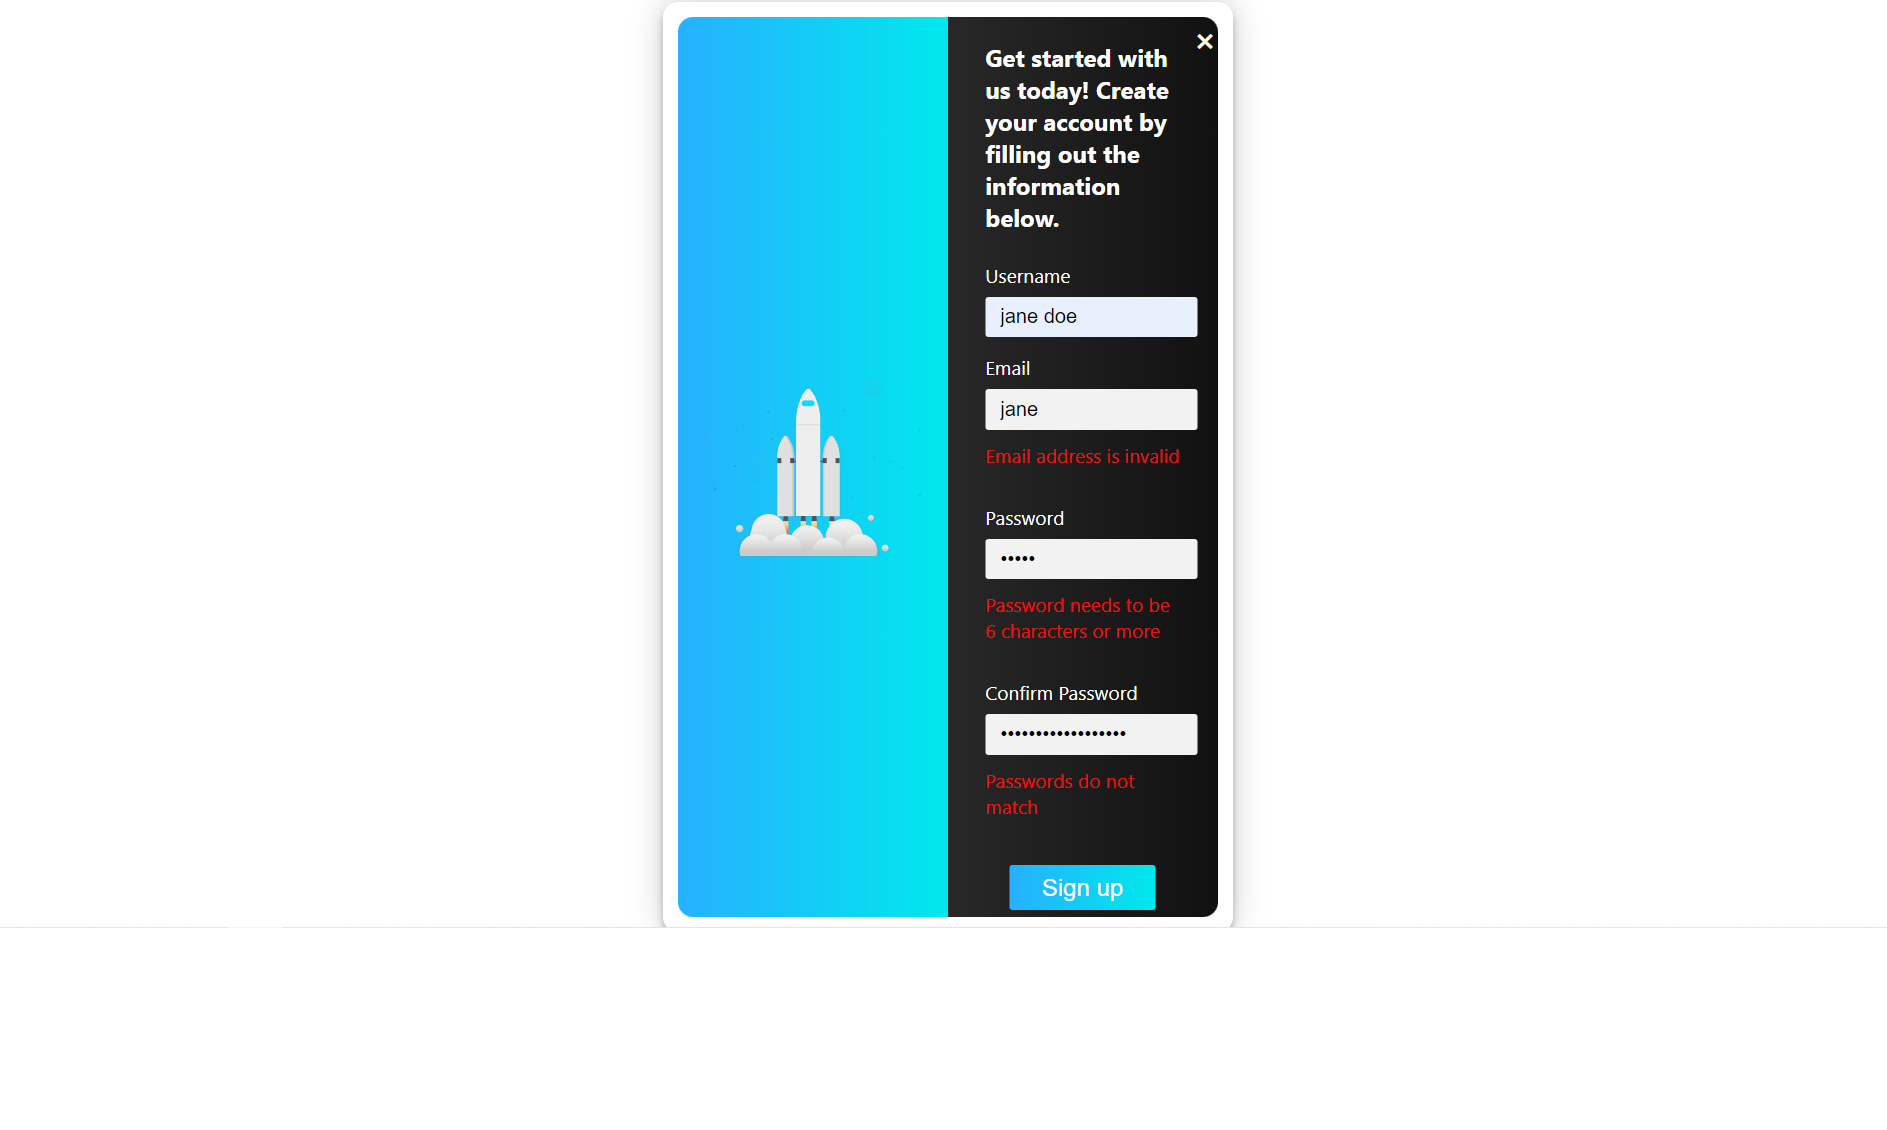 Get started with
us today! Create
your account by
filling out the
information
below.
Username
jane doe
Email
jane
Email address is invalid
Password
•••••
Password needs to be
6 characters or more
Confirm Password
••••••••••••••••••
Passwords do not
match
Sign up